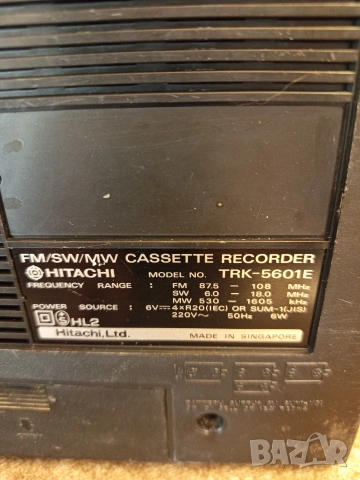 FM/SW/MW CASSETTE RECORDER
HITACHI MODEL NO. TRK-5601E
FREQUENCY RANGE : FM 87.5 - 108 MHz
SW 6.0 - 18.0 MHz
MW 530 - 1605 kHz
POWER SOURCE : 6V⎓4×R20(IEC) OR SUM-1(JIS)
220V~ 50Hz 6W
HL2
Hitachi, Ltd. MADE IN SINGAPORE
BAZAR
bg